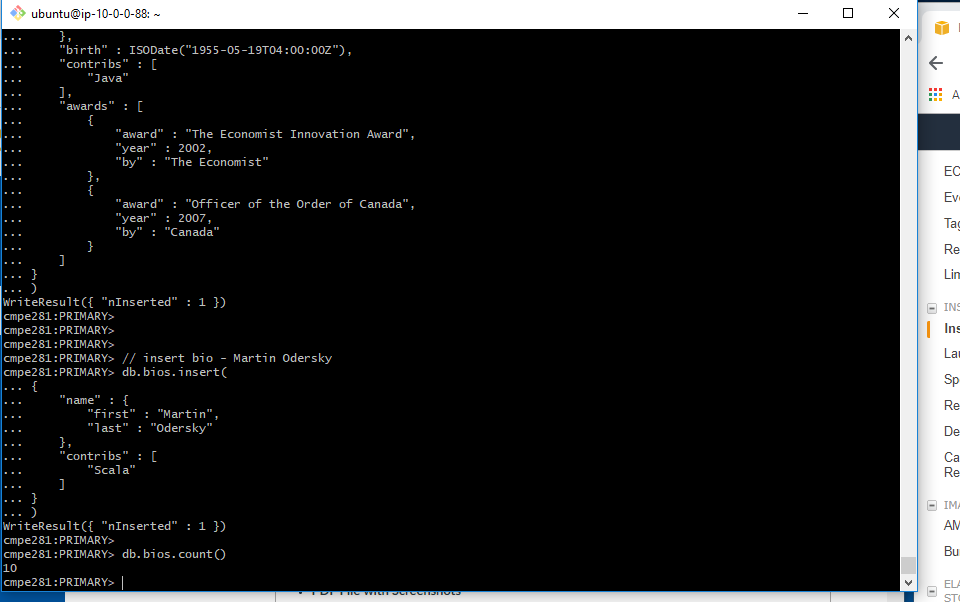 ubuntu@ip-10-0-0-88: ~
...     },
...     "birth" : ISODate("1955-05-19T04:00:00Z"),
...     "contribs" : [
...         "Java"
...     ],
...     "awards" : [
...         {
...             "award" : "The Economist Innovation Award",
...             "year" : 2002,
...             "by" : "The Economist"
...         },
...         {
...             "award" : "Officer of the Order of Canada",
...             "year" : 2007,
...             "by" : "Canada"
...         }
...     ]
... }
... )
WriteResult({ "nInserted" : 1 })
cmpe281:PRIMARY>
cmpe281:PRIMARY>
cmpe281:PRIMARY>
cmpe281:PRIMARY> // insert bio - Martin Odersky
cmpe281:PRIMARY> db.bios.insert(
... {
...     "name" : {
...         "first" : "Martin",
...         "last" : "Odersky"
...     },
...     "contribs" : [
...         "Scala"
...     ]
... }
... )
WriteResult({ "nInserted" : 1 })
cmpe281:PRIMARY>
cmpe281:PRIMARY> db.bios.count()
10
cmpe281:PRIMARY>
A
EC
Eve
Tag
Re
Lim
INS
Ins
Lau
Spo
Re
De
Ca
Re
IMA
AM
Bu
ELA
STO
PDF File with Screenshots